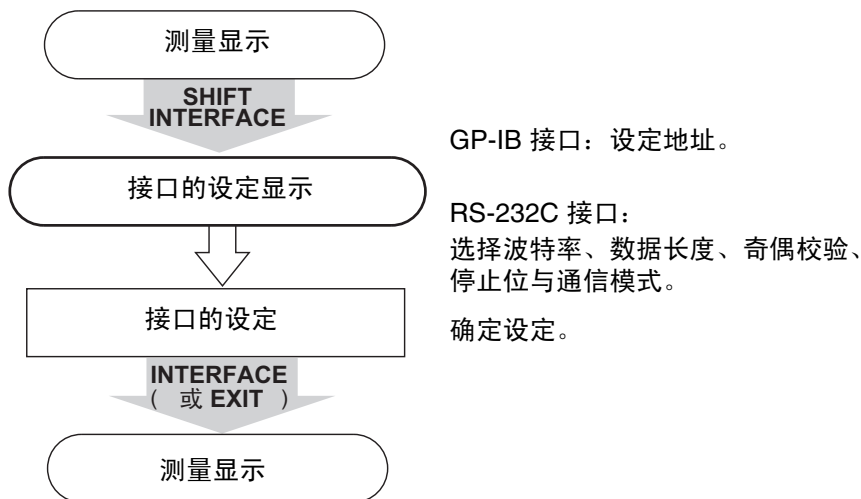 测量显示
SHIFT
INTERFACE
GP-IB 接口：设定地址。
接口的设定显示
RS-232C 接口：
选择波特率、数据长度、奇偶校验、
停止位与通信模式。
接口的设定
确定设定。
INTERFACE
（ 或 EXIT ）
测量显示